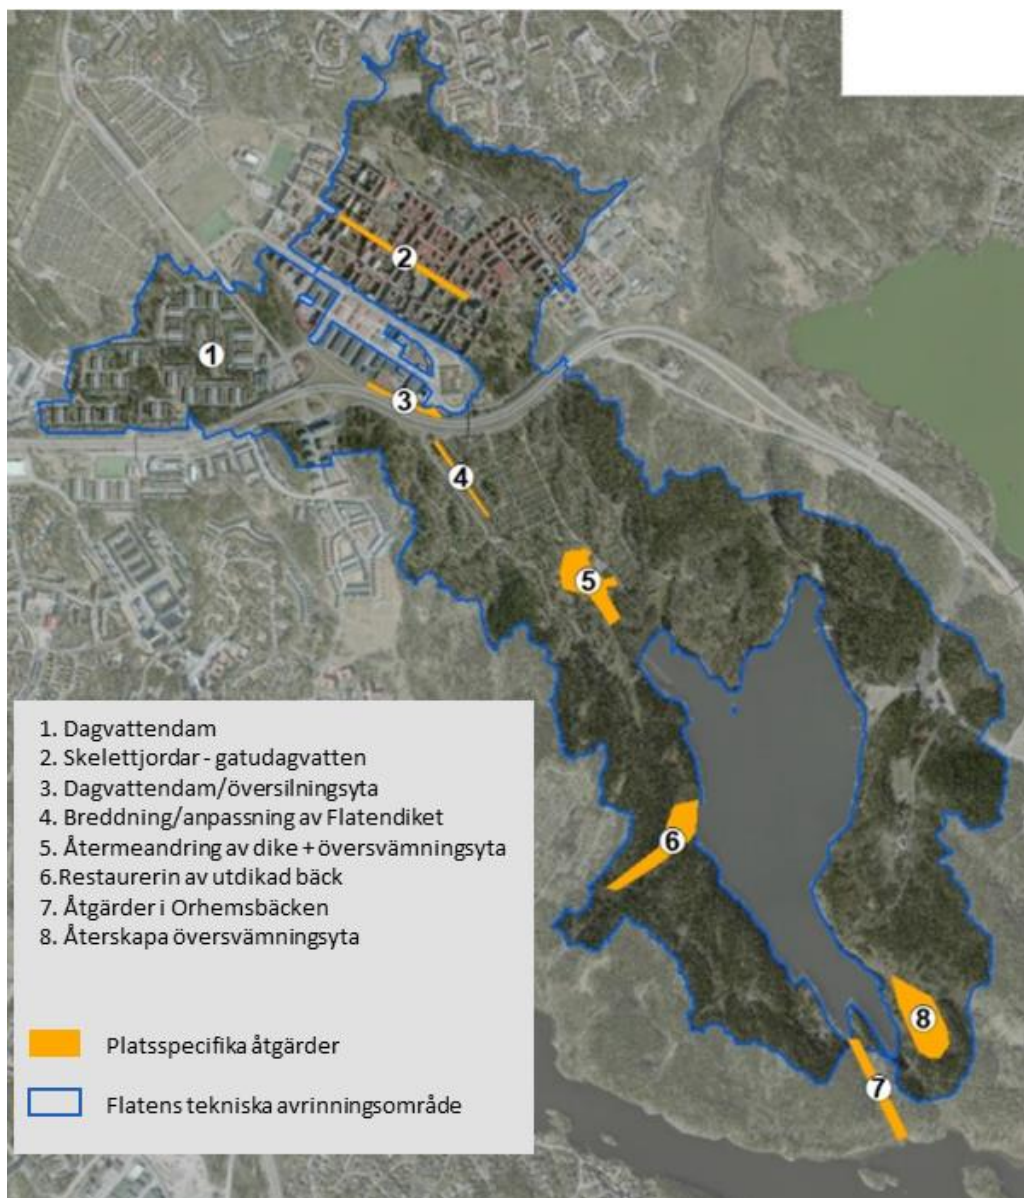 2
1
3
4
5
6
8
7
1. Dagvattendam
2. Skelettjordar - gatudagvatten
3. Dagvattendam/översilningsyta
4. Breddning/anpassning av Flatendiket
5. Återmeandring av dike + översvämningsyta
6.Restaurerin av utdikad bäck
7. Åtgärder i Orhemsbäcken
8. Återskapa översvämningsyta
Platsspecifika åtgärder
Flatens tekniska avrinningsområde